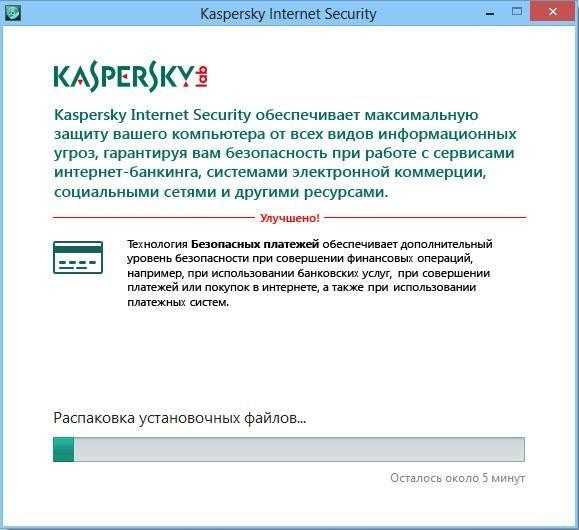 Kaspersky Internet Security
KASPERSKY lab
Kaspersky Internet Security обеспечивает максимальную
защиту вашего компьютера от всех видов информационных
угроз, гарантируя вам безопасность при работе с сервисами
интернет-банкинга, системами электронной коммерции,
социальными сетями и другими ресурсами.
Улучшено!
Технология Безопасных платежей обеспечивает дополнительный
уровень безопасности при совершении финансовых операций,
например, при использовании банковских услуг, при совершении
платежей или покупок в интернете, а также при использовании
платежных систем.
Распаковка установочных файлов...
Осталось около 5 минут